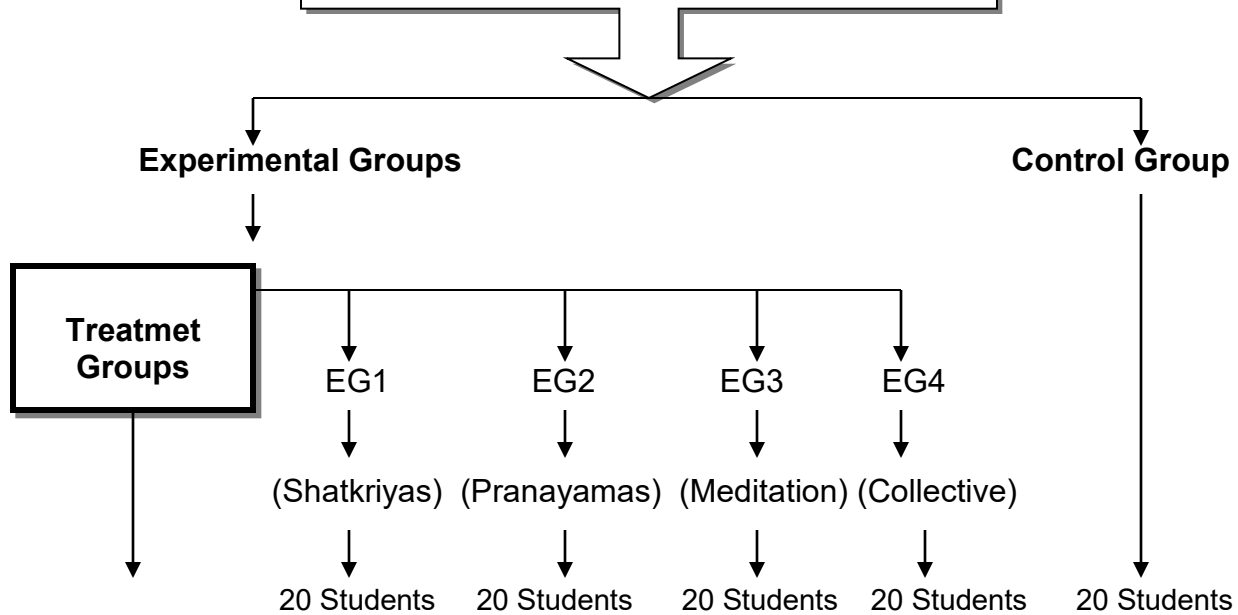 Experimental Groups Control Group
Treatmet
Groups
EG1 EG2 EG3 EG4
(Shatkriyas) (Pranayamas) (Meditation) (Collective)
20 Students 20 Students 20 Students 20 Students 20 Students